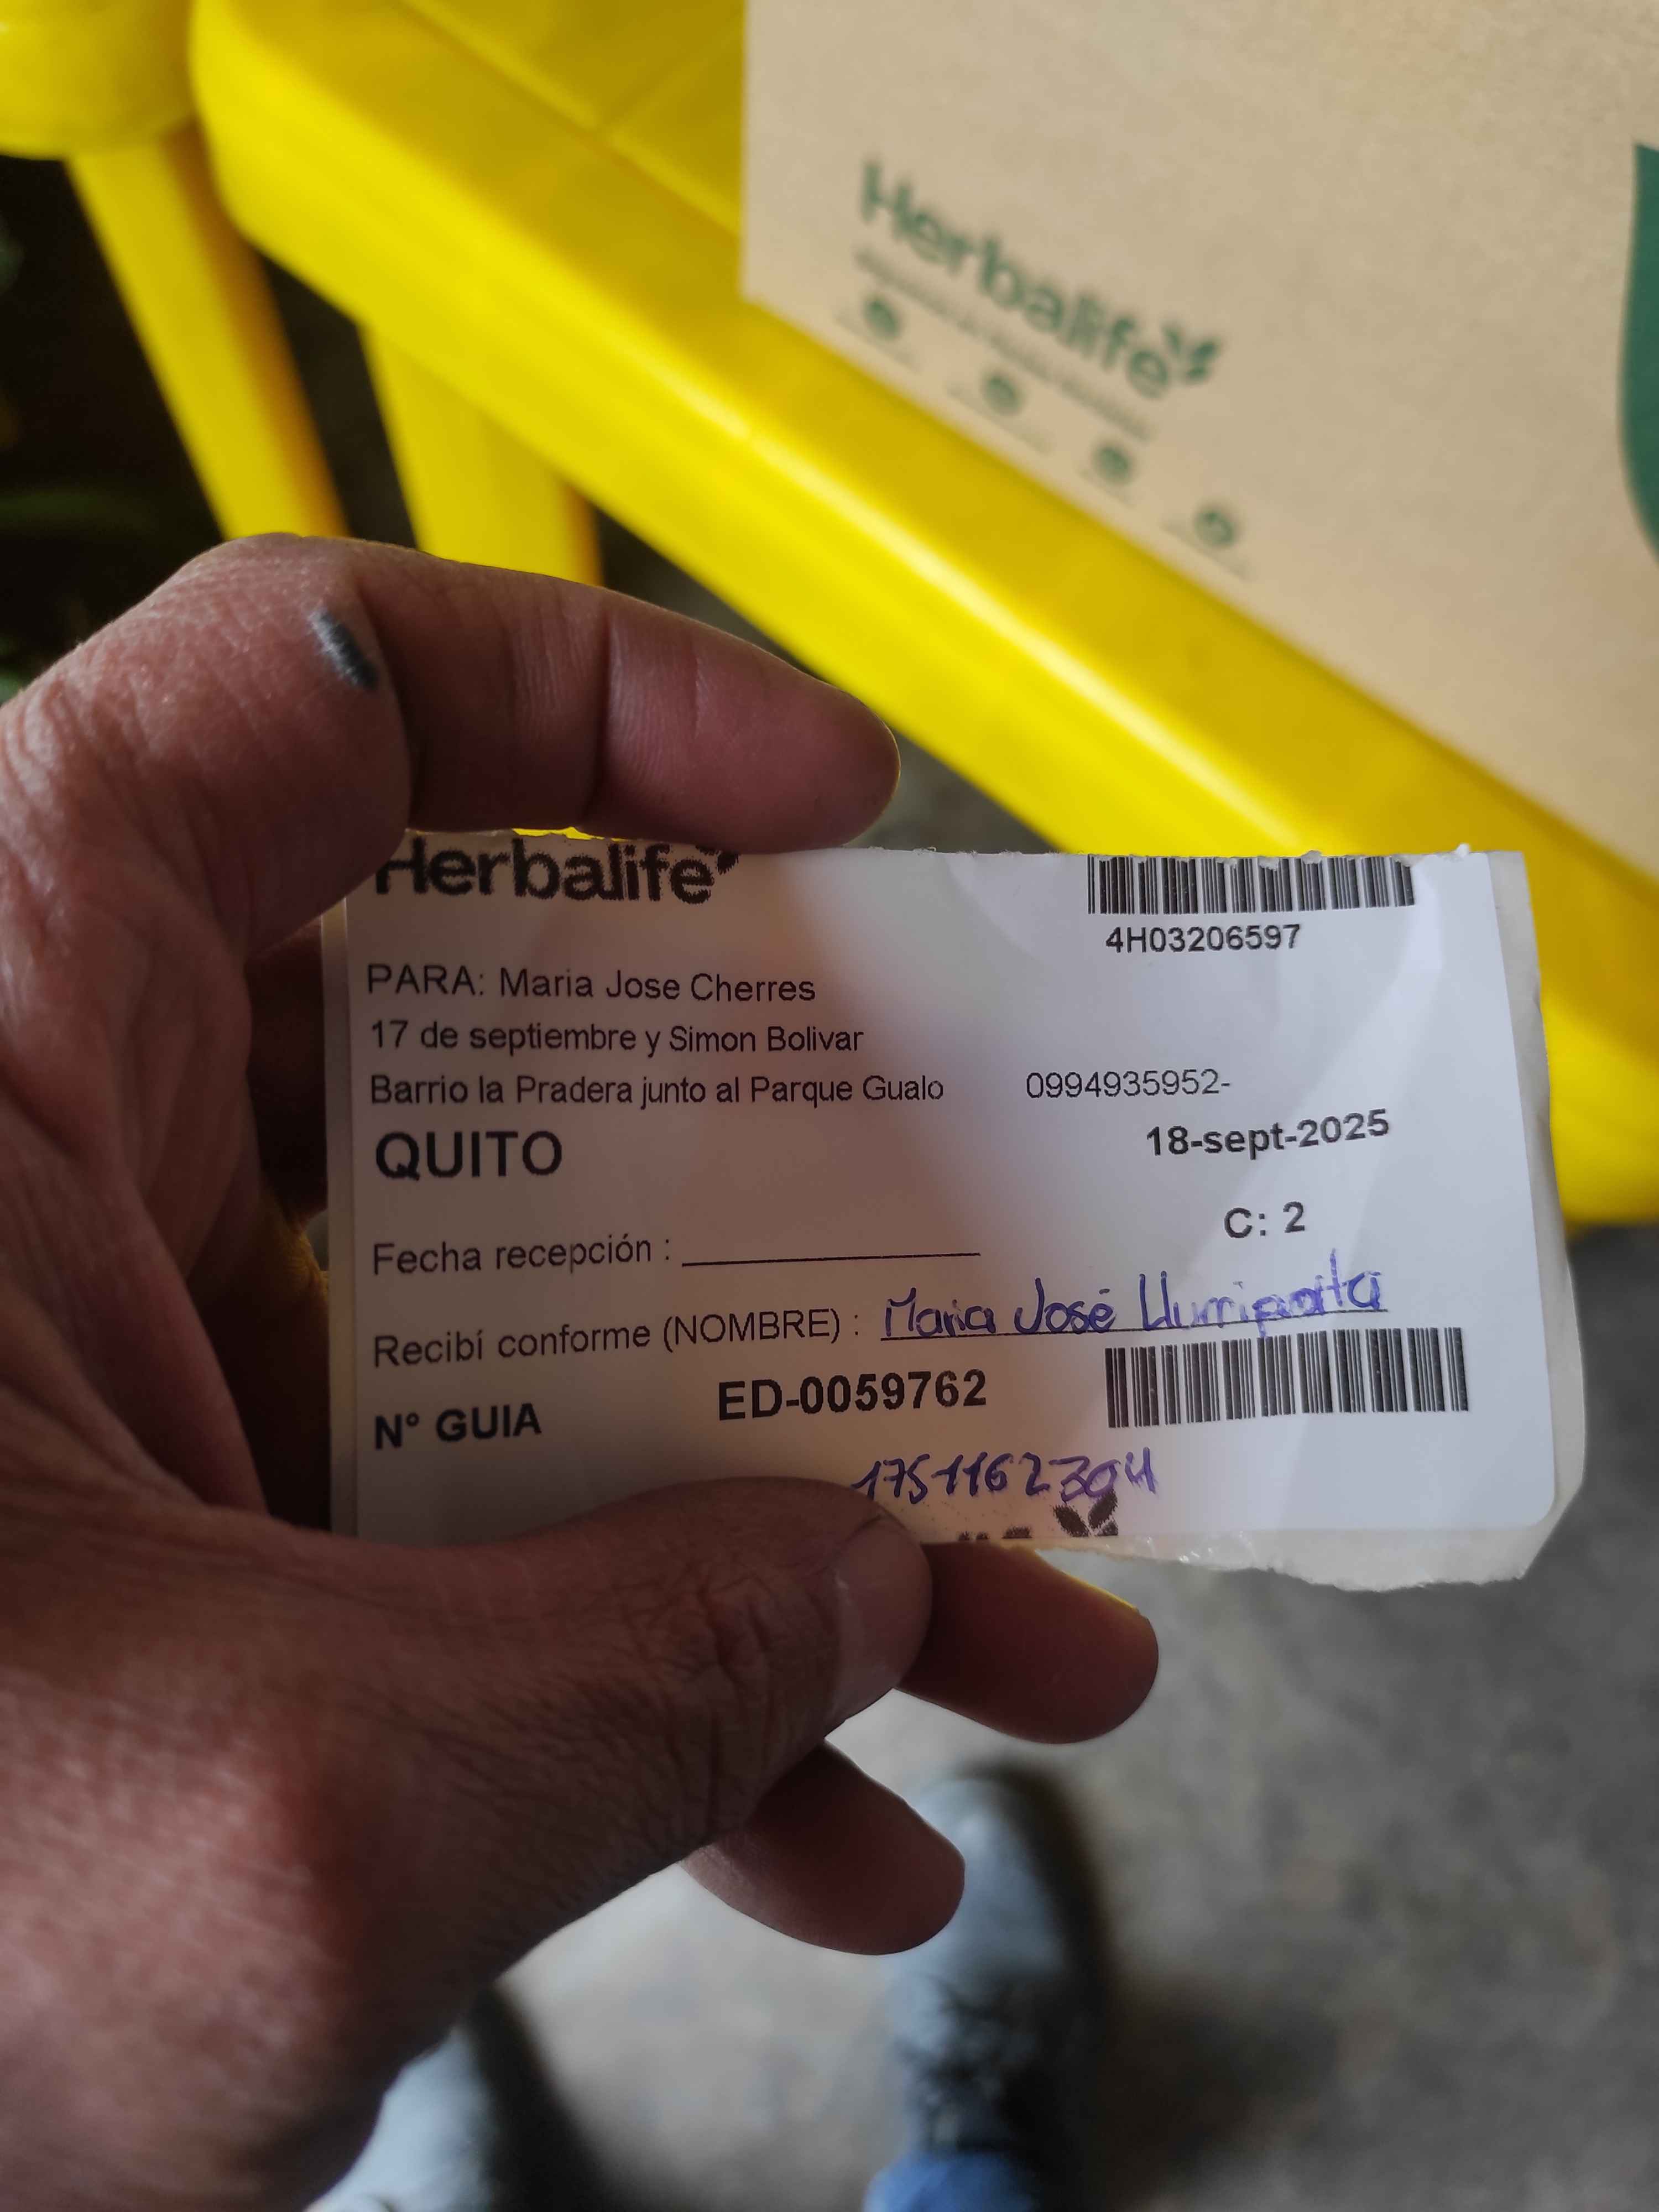 Herbalife
Herbalife
4H03206597
PARA: Maria Jose Cherres
17 de septiembre y Simon Bolivar
Barrio la Pradera junto al Parque Gualo 0994935952-
QUITO 18-sept-2025
C: 2
Fecha recepción :
Recibí conforme (NOMBRE) : Maria José
N° GUIA ED-0059762
1751162304